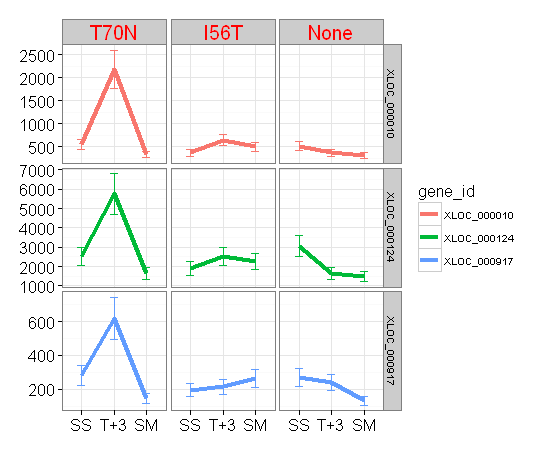 T70N I56T None
2500
2000
1500
1000
500
XLOC_000010
7000
6000
5000
4000
3000
2000
1000
XLOC_000124
600
400
200
XLOC_000917
SS T+3 SM SS T+3 SM SS T+3 SM
gene_id
XLOC_000010
XLOC_000124
XLOC_000917